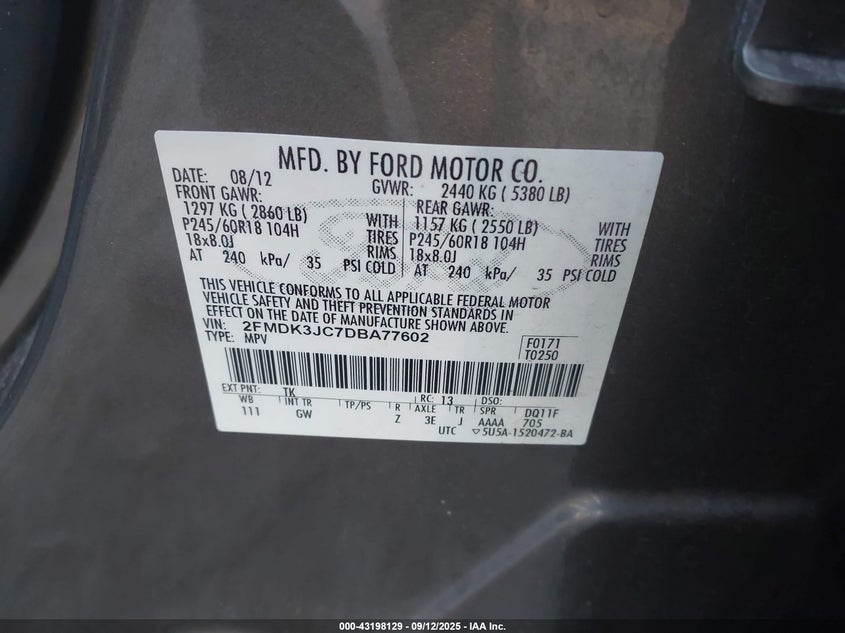 MFD. BY FORD MOTOR CO.
DATE: 08/12 GVWR: 2440 KG ( 5380 LB)
FRONT GAWR: REAR GAWR:
1297 KG ( 2860 LB) WITH 1157 KG ( 2550 LB) WITH
P245/60R18 104H TIRES P245/60R18 104H TIRES
18x8.0J RIMS 18x8.0J RIMS
AT 240 kPa/ 35 PSI COLD AT 240 kPa/ 35 PSI COLD
THIS VEHICLE CONFORMS TO ALL APPLICABLE FEDERAL MOTOR
VEHICLE SAFETY AND THEFT PREVENTION STANDARDS IN
EFFECT ON THE DATE OF MANUFACTURE SHOWN ABOVE.
VIN: 2FMDK3JC7DBA77602 F0171
TYPE: MPV T0250
EXT PNT: TK RC: 13 DSO:
WB INT TR TP/PS R AXLE TR SPR DQ11F
111 GW Z 3E J AAAA 705
UTC ▽5U5A-1520472-BA
000-43198129 - 09/12/2025 - IAA Inc.